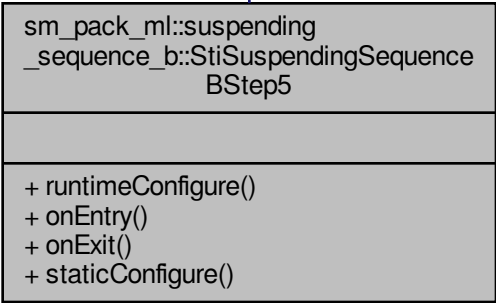 sm_pack_ml::suspending
_sequence_b::StiSuspendingSequence
BStep5
+ runtimeConfigure()
+ onEntry()
+ onExit()
+ staticConfigure()